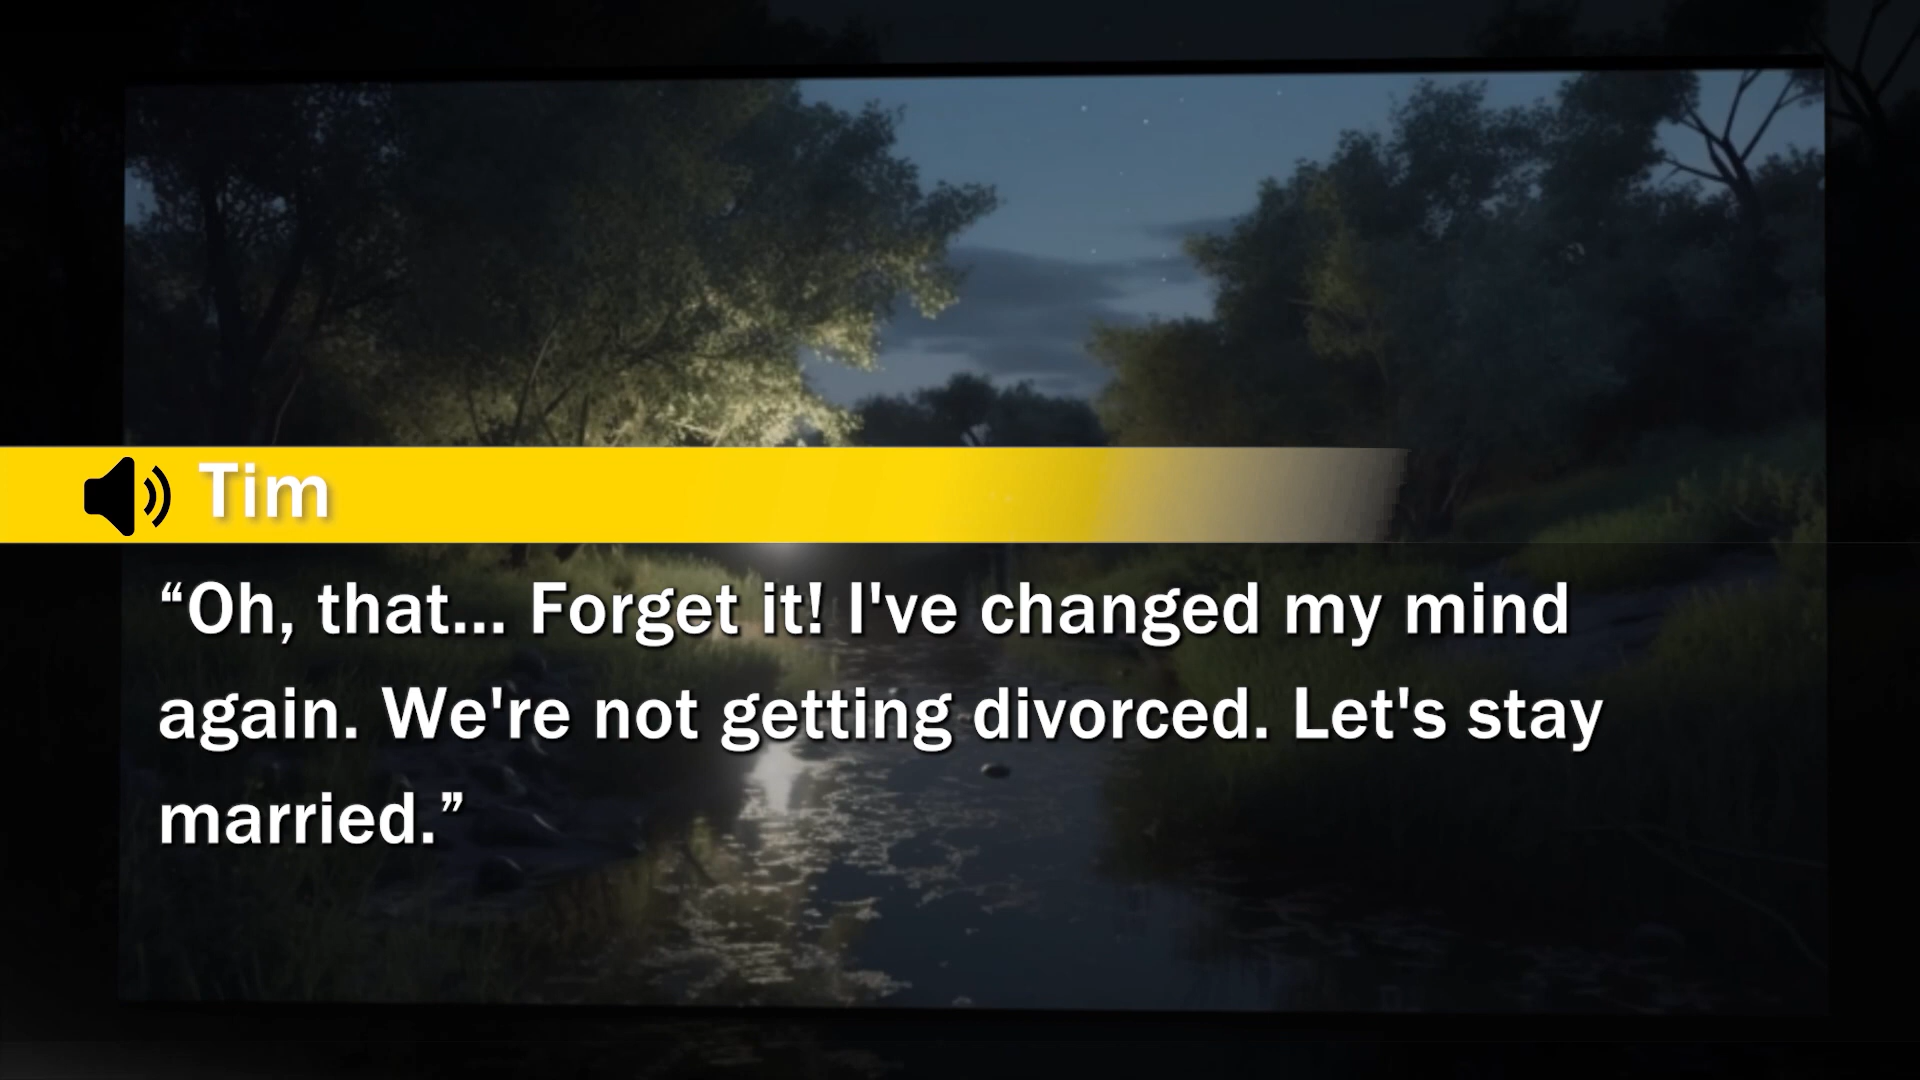 Tim
“Oh, that... Forget it! I've changed my mind
again. We're not getting divorced. Let's stay
married.”